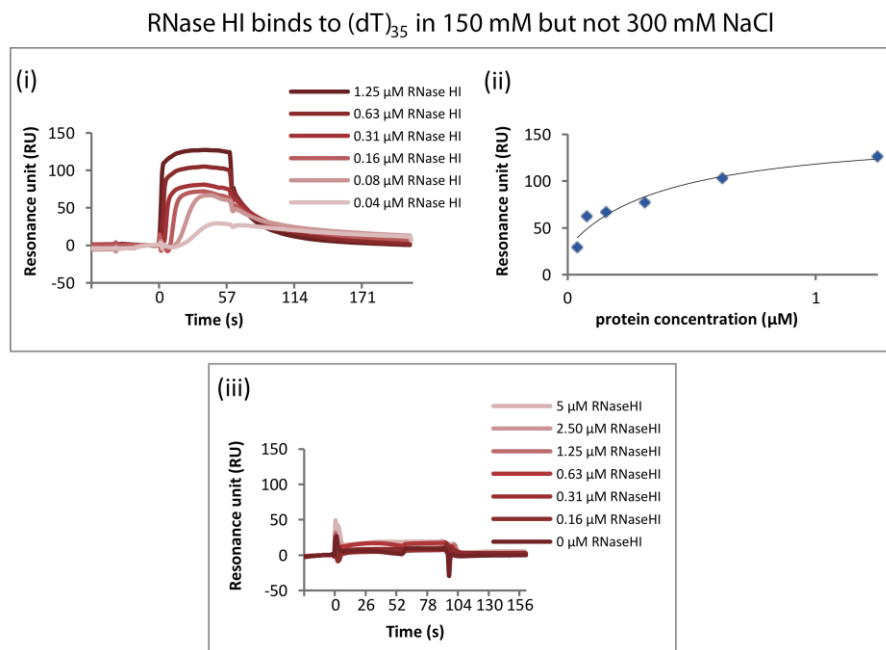 RNase HI binds to (dT)₃₅ in 150 mM but not 300 mM NaCl
(i)
1.25 µM RNase HI
0.63 µM RNase HI
0.31 µM RNase HI
0.16 µM RNase HI
0.08 µM RNase HI
0.04 µM RNase HI
Resonance unit (RU)
150
100
50
0
-50
0 57 114 171
Time (s)
(ii)
Resonance unit (RU)
150
100
50
0
0 1
protein concentration (µM)
(iii)
5 µM RNaseHI
2.50 µM RNaseHI
1.25 µM RNaseHI
0.63 µM RNaseHI
0.31 µM RNaseHI
0.16 µM RNaseHI
0 µM RNaseHI
Resonance unit (RU)
150
100
50
0
-50
0 26 52 78 104 130 156
Time (s)